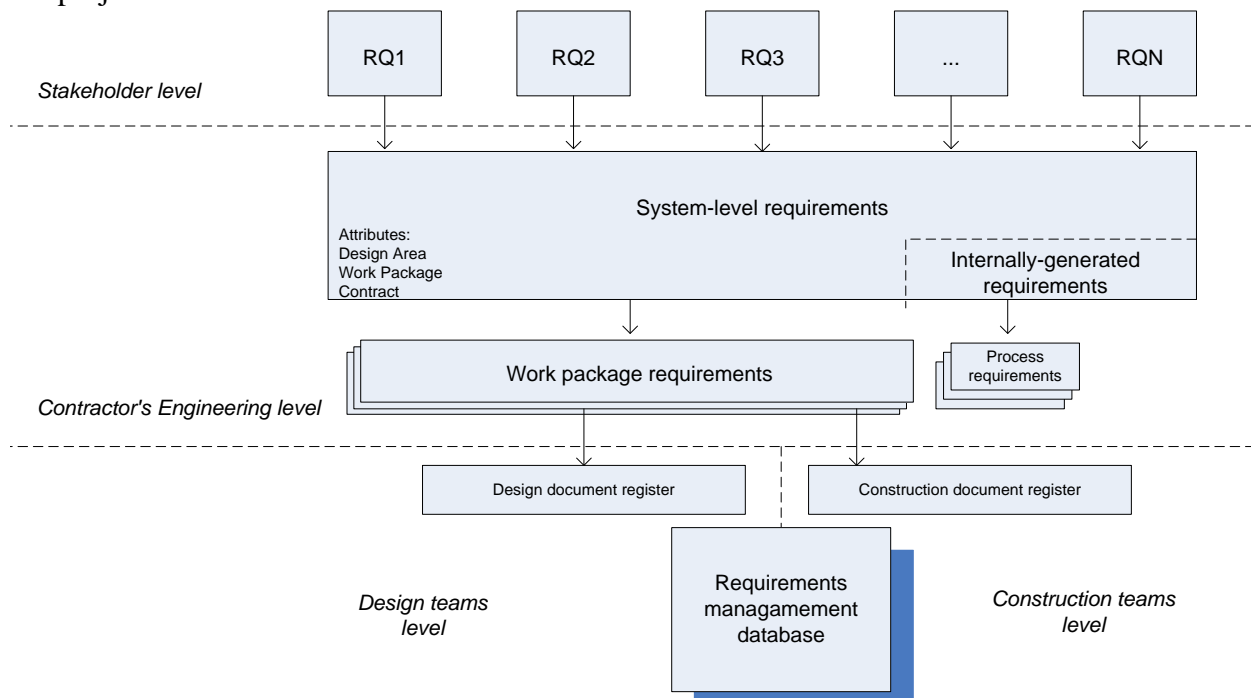 RQ1
RQ2
RQ3
...
RQN
Stakeholder level
System-level requirements
Attributes:
Design Area
Work Package
Contract
Internally-generated
requirements
Work package requirements
Process
requirements
Contractor's Engineering level
Design document register
Construction document register
Requirements
managamement
database
Design teams
level
Construction teams
level